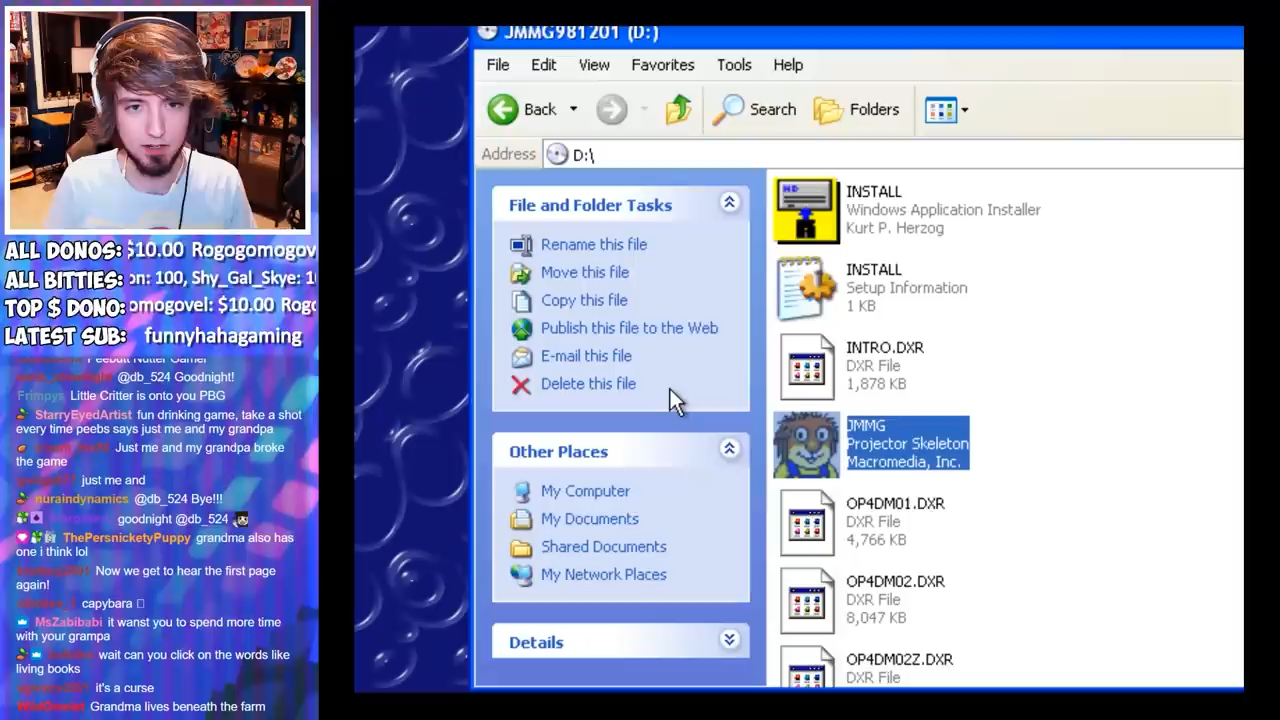 JMMG981201 (D:)
File Edit View Favorites Tools Help
Back Search Folders
Address D:\
File and Folder Tasks
Rename this file
Move this file
Copy this file
Publish this file to the Web
E-mail this file
Delete this file
Other Places
My Computer
My Documents
Shared Documents
My Network Places
Details
INSTALL
Windows Application Installer
Kurt P. Herzog
INSTALL
Setup Information
1 KB
INTRO.DXR
DXR File
1,878 KB
JMMG
Projector Skeleton
Macromedia, Inc.
OP4DM01.DXR
DXR File
4,766 KB
OP4DM02.DXR
DXR File
8,047 KB
OP4DM02Z.DXR
DXR File
ALL DONOS: $10.00 Rogogomogov
ALL BITTIES: on: 100, Shy_Gal_Skye: 1
TOP $ DONO: omogovel: $10.00 Rogo
LATEST SUB: funnyhahagaming
Peebutt Nutter Gamer
@db_524 Goodnight!
Frimpys Little Critter is onto you PBG
StarryEyedArtist fun drinking game, take a shot
every time peebs says just me and my grandpa
Just me and my grandpa broke
the game
just me and
nuraindynamics @db_524 Bye!!!
goodnight @db_524
ThePersnicketyPuppy grandma also has
one i think lol
Now we get to hear the first page
again!
capybara
MsZabibabi it wanst you to spend more time
with your grampa
wait can you click on the words like
living books
it's a curse
Grandma lives beneath the farm